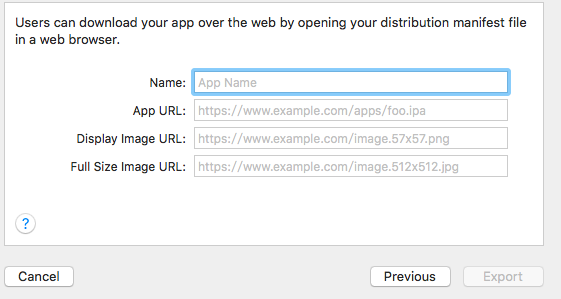 Users can download your app over the web by opening your distribution manifest file
in a web browser.
Name: App Name
App URL: https://www.example.com/apps/foo.ipa
Display Image URL: https://www.example.com/image.57x57.png
Full Size Image URL: https://www.example.com/image.512x512.jpg
?
Cancel Previous Export